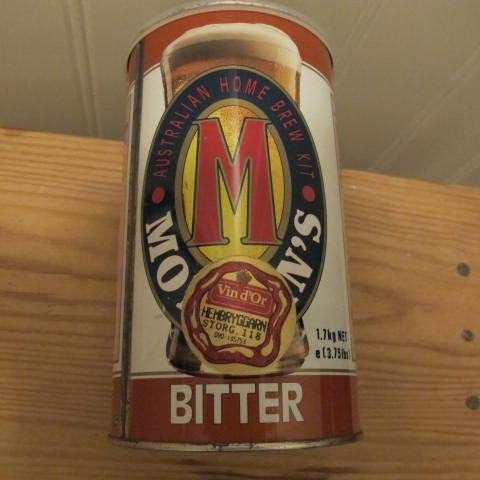 AUSTRALIAN HOME BREW KIT
M
MO N'S
Vin d'Or
HEMBRYGGARN
STORG. 118
1.7kg NET
e (3.75lbs)
BITTER